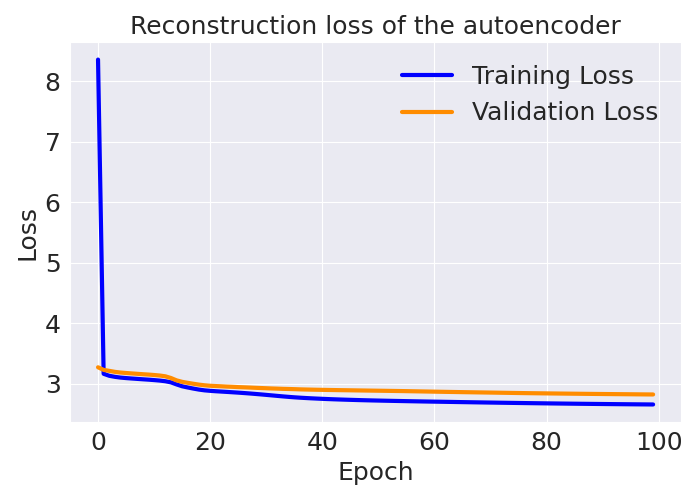 Reconstruction loss of the autoencoder
Training Loss
Validation Loss
Loss
8
7
6
5
4
3
0 20 40 60 80 100
Epoch